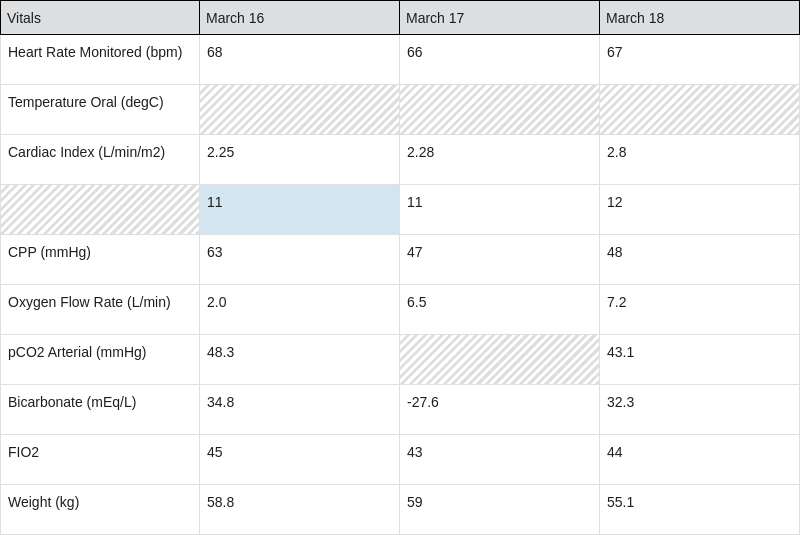 Vitals March 16 March 17 March 18
Heart Rate Monitored (bpm) 68 66 67
Temperature Oral (degC)
Cardiac Index (L/min/m2) 2.25 2.28 2.8
11 11 12
CPP (mmHg) 63 47 48
Oxygen Flow Rate (L/min) 2.0 6.5 7.2
pCO2 Arterial (mmHg) 48.3 43.1
Bicarbonate (mEq/L) 34.8 -27.6 32.3
FIO2 45 43 44
Weight (kg) 58.8 59 55.1